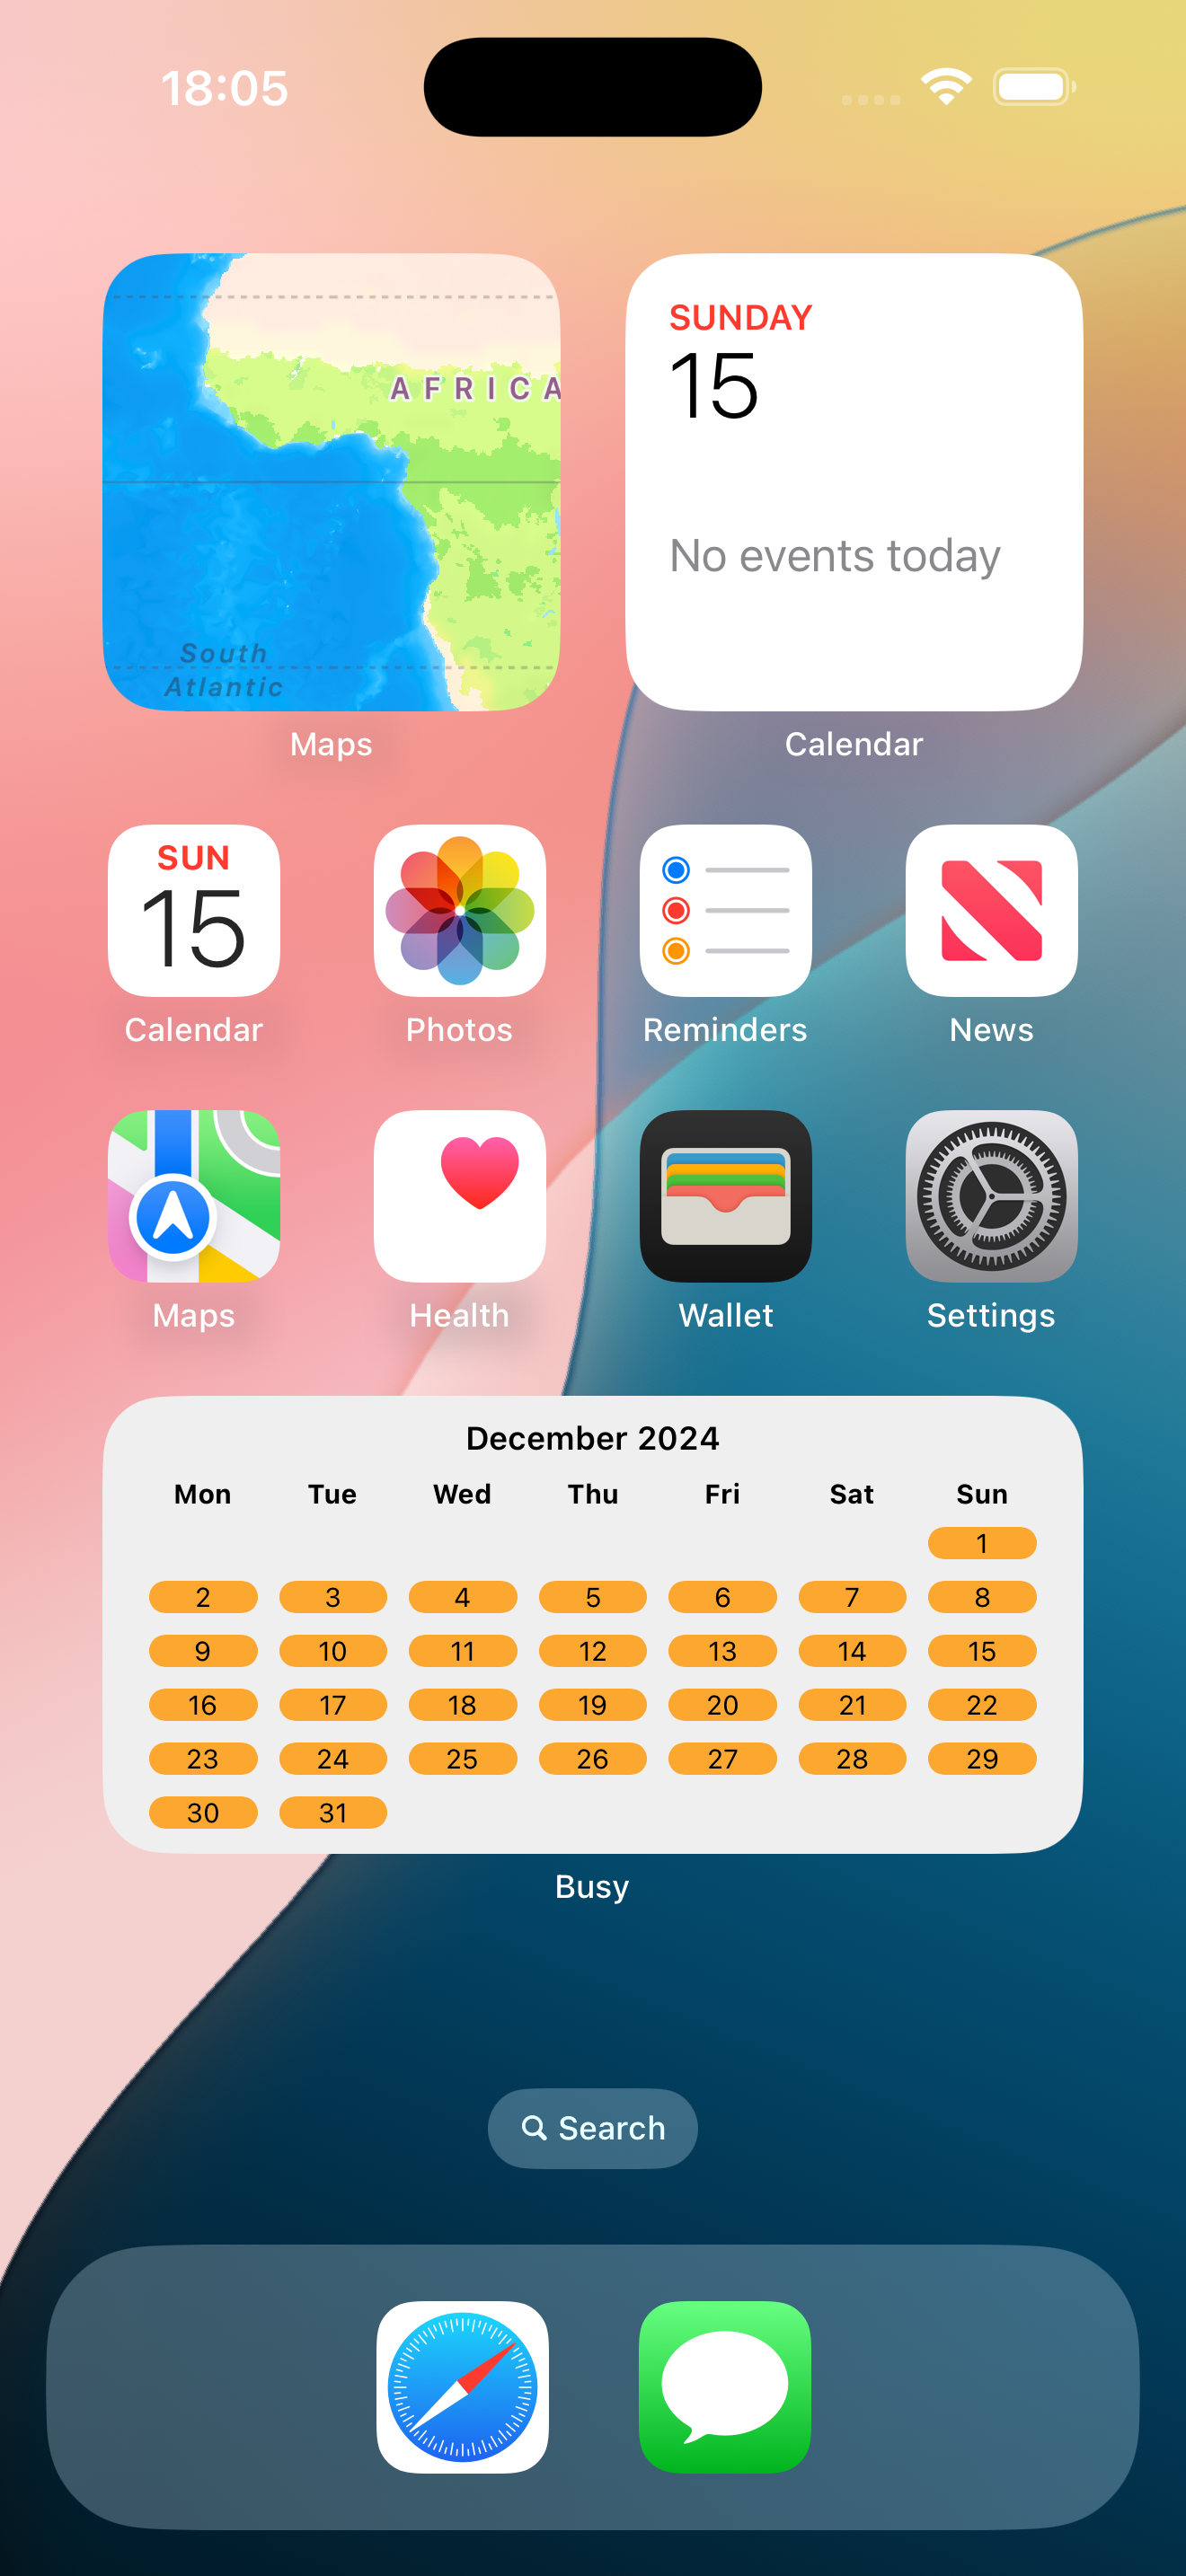 18:05
AFRICA
South
Atlantic
Maps
SUNDAY
15
No events today
Calendar
SUN
15
Calendar
Photos
Reminders
News
Maps
Health
Wallet
Settings
December 2024
Mon Tue Wed Thu Fri Sat Sun
1
2 3 4 5 6 7 8
9 10 11 12 13 14 15
16 17 18 19 20 21 22
23 24 25 26 27 28 29
30 31
Busy
Search